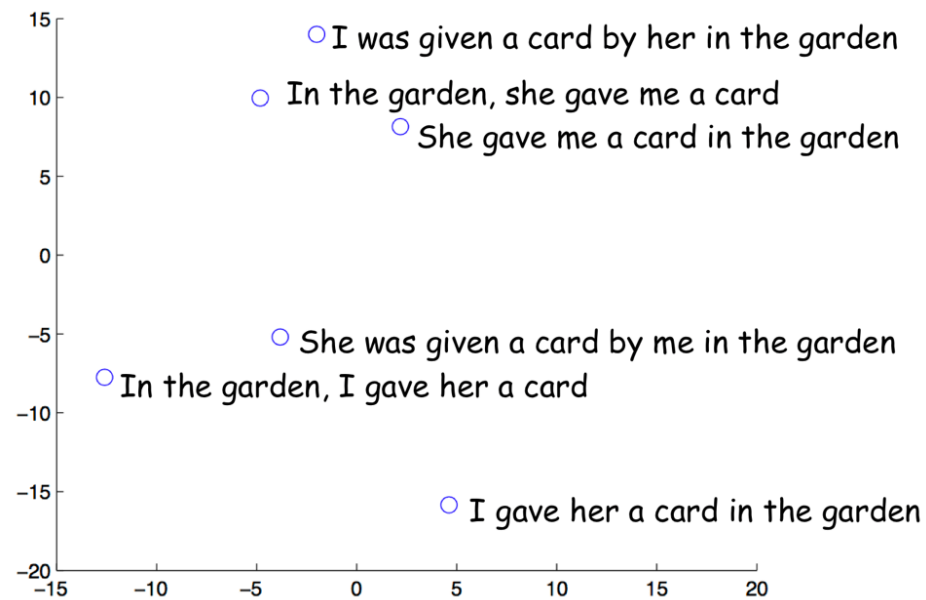 15
I was given a card by her in the garden
10
In the garden, she gave me a card
She gave me a card in the garden
5
0
−5
She was given a card by me in the garden
In the garden, I gave her a card
−10
−15
I gave her a card in the garden
−20
−15 −10 −5 0 5 10 15 20